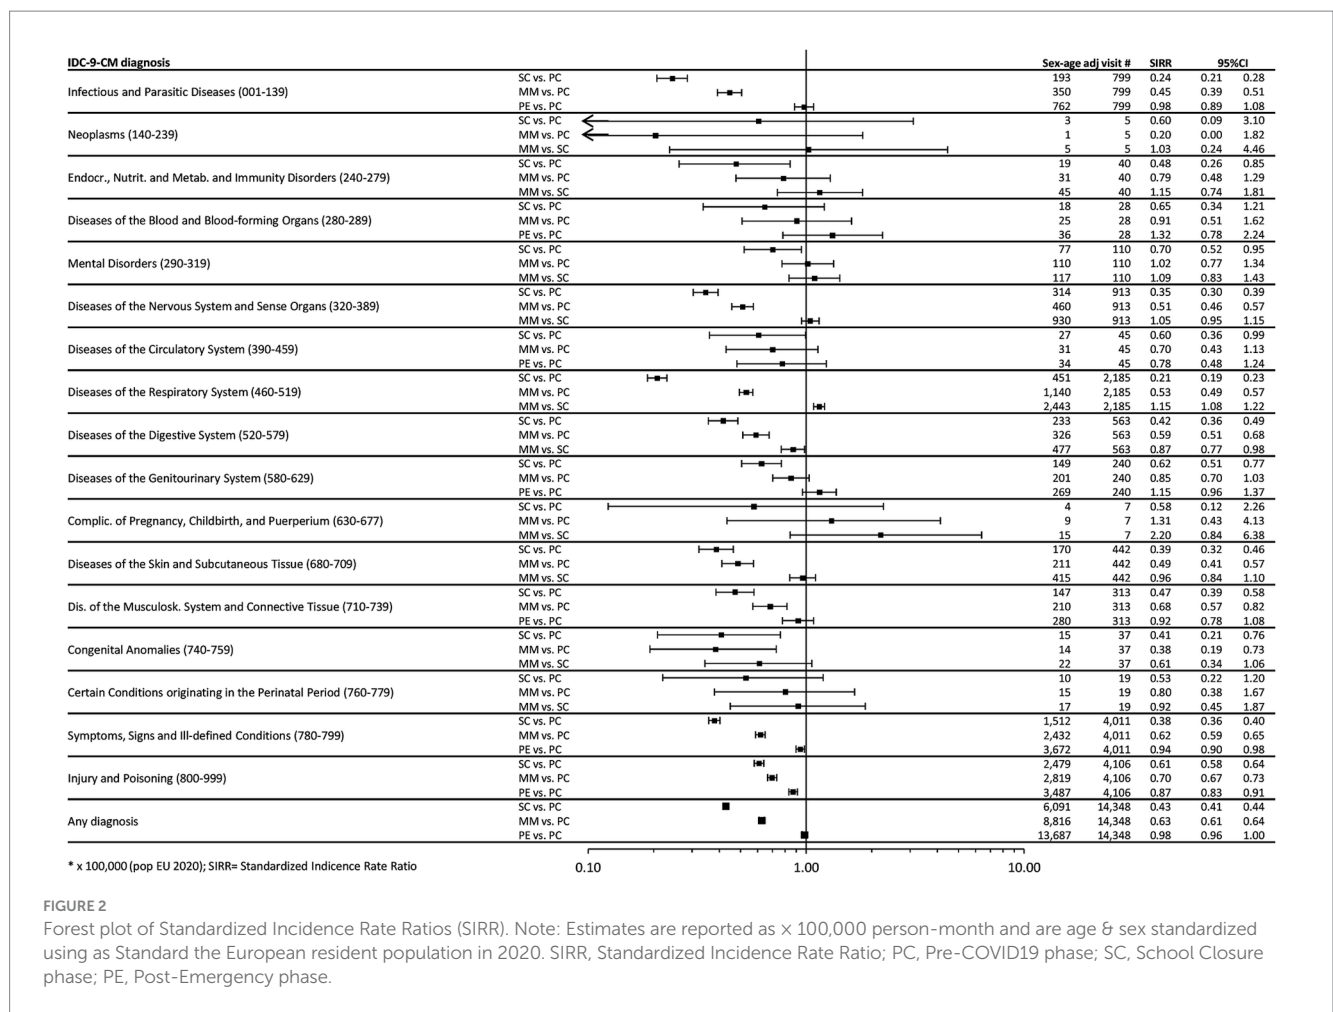 IDC-9-CM diagnosis Sex-age adj visit # SIRR 95%CI
SC vs. PC 193 799 0.24 0.21 0.28
Infectious and Parasitic Diseases (001-139) MM vs. PC 350 799 0.45 0.39 0.51
PE vs. PC 762 799 0.98 0.89 1.08
SC vs. PC 3 5 0.60 0.09 3.10
Neoplasms (140-239) MM vs. PC 1 5 0.20 0.00 1.82
MM vs. SC 5 5 1.03 0.24 4.46
SC vs. PC 19 40 0.48 0.26 0.85
Endocr., Nutrit. and Metab. and Immunity Disorders (240-279) MM vs. PC 31 40 0.79 0.48 1.29
MM vs. SC 45 40 1.15 0.74 1.81
SC vs. PC 18 28 0.65 0.34 1.21
Diseases of the Blood and Blood-forming Organs (280-289) MM vs. PC 25 28 0.91 0.51 1.62
PE vs. PC 36 28 1.32 0.78 2.24
SC vs. PC 77 110 0.70 0.52 0.95
Mental Disorders (290-319) MM vs. PC 110 110 1.02 0.77 1.34
MM vs. SC 117 110 1.09 0.83 1.43
SC vs. PC 314 913 0.35 0.30 0.39
Diseases of the Nervous System and Sense Organs (320-389) MM vs. PC 460 913 0.51 0.46 0.57
MM vs. SC 930 913 1.05 0.95 1.15
SC vs. PC 27 45 0.60 0.36 0.99
Diseases of the Circulatory System (390-459) MM vs. PC 31 45 0.70 0.43 1.13
PE vs. PC 34 45 0.78 0.48 1.24
SC vs. PC 451 2,185 0.21 0.19 0.23
Diseases of the Respiratory System (460-519) MM vs. PC 1,140 2,185 0.53 0.49 0.57
MM vs. SC 2,443 2,185 1.15 1.08 1.22
SC vs. PC 233 563 0.42 0.36 0.49
Diseases of the Digestive System (520-579) MM vs. PC 326 563 0.59 0.51 0.68
MM vs. SC 477 563 0.87 0.77 0.98
SC vs. PC 149 240 0.62 0.51 0.77
Diseases of the Genitourinary System (580-629) MM vs. PC 201 240 0.85 0.70 1.03
PE vs. PC 269 240 1.15 0.96 1.37
SC vs. PC 4 7 0.58 0.12 2.26
Complic. of Pregnancy, Childbirth, and Puerperium (630-677) MM vs. PC 9 7 1.31 0.43 4.13
MM vs. SC 15 7 2.20 0.84 6.38
SC vs. PC 170 442 0.39 0.32 0.46
Diseases of the Skin and Subcutaneous Tissue (680-709) MM vs. PC 211 442 0.49 0.41 0.57
MM vs. SC 415 442 0.96 0.84 1.10
SC vs. PC 147 313 0.47 0.39 0.58
Dis. of the Musculosk. System and Connective Tissue (710-739) MM vs. PC 210 313 0.68 0.57 0.82
PE vs. PC 280 313 0.92 0.78 1.08
SC vs. PC 15 37 0.41 0.21 0.76
Congenital Anomalies (740-759) MM vs. PC 14 37 0.38 0.19 0.73
MM vs. SC 22 37 0.61 0.34 1.06
SC vs. PC 10 19 0.53 0.22 1.20
Certain Conditions originating in the Perinatal Period (760-779) MM vs. PC 15 19 0.80 0.38 1.67
MM vs. SC 17 19 0.92 0.45 1.87
SC vs. PC 1,512 4,011 0.38 0.36 0.40
Symptoms, Signs and Ill-defined Conditions (780-799) MM vs. PC 2,432 4,011 0.62 0.59 0.65
PE vs. PC 3,672 4,011 0.94 0.90 0.98
SC vs. PC 2,479 4,106 0.61 0.58 0.64
Injury and Poisoning (800-999) MM vs. PC 2,819 4,106 0.70 0.67 0.73
PE vs. PC 3,487 4,106 0.87 0.83 0.91
SC vs. PC 6,091 14,348 0.43 0.41 0.44
Any diagnosis MM vs. PC 8,816 14,348 0.63 0.61 0.64
PE vs. PC 13,687 14,348 0.98 0.96 1.00
* x 100,000 (pop EU 2020); SIRR= Standardized Indicence Rate Ratio 0.10 1.00 10.00
FIGURE 2
Forest plot of Standardized Incidence Rate Ratios (SIRR). Note: Estimates are reported as × 100,000 person-month and are age & sex standardized
using as Standard the European resident population in 2020. SIRR, Standardized Incidence Rate Ratio; PC, Pre-COVID19 phase; SC, School Closure
phase; PE, Post-Emergency phase.